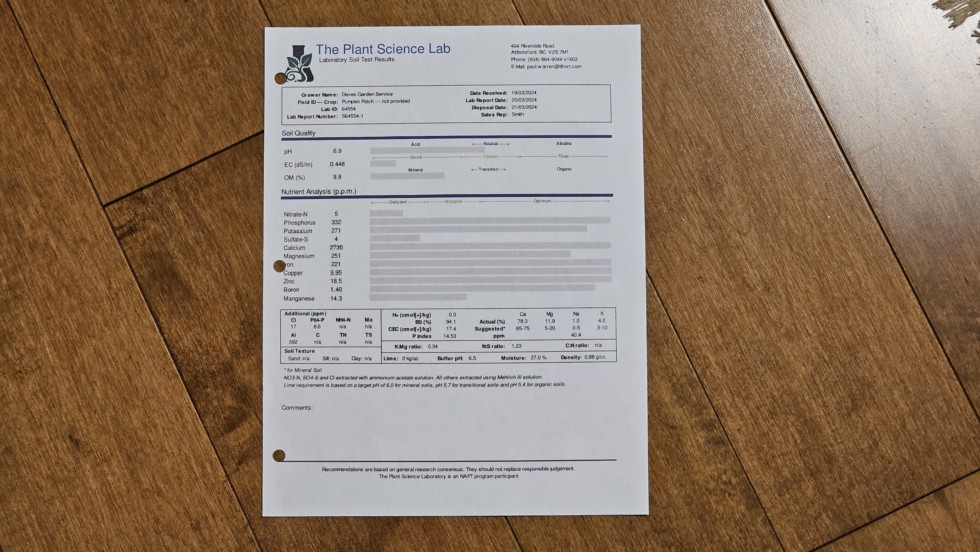 The Plant Science Lab
Laboratory Soil Test Results
464 Riverside Road
Abbotsford, BC V2S 7M1
Phone: (604) 864-9044 x1602
E-Mail:
Grower Name: Daves Garden Service
Field ID — Crop: Pumpkin Patch — not provided
Lab ID: 64554
Lab Report Number: 564554-1
Date Received: 19/03/2024
Lab Report Date: 20/03/2024
Disposal Date: 21/03/2024
Sales Rep: Smith
Soil Quality
Acid Neutral Alkaline
pH 6.9
Good Caution Toxic
EC (dS/m) 0.448
Mineral Transition Organic
OM (%) 9.8
Nutrient Analysis (p.p.m.)
Deficient Marginal Optimum
Nitrate-N 5
Phosphorus 332
Potassium 271
Sulfate-S 4
Calcium 2730
Magnesium 251
Iron 221
Copper 9.95
Zinc 18.5
Boron 1.40
Manganese 14.3
Additional (ppm)
Cl PO4-P NH4-N Mo
17 6.6 n/a n/a
Al C TN TS
552 n/a n/a n/a
Soil Texture
Sand: n/a Silt: n/a Clay: n/a
H+ (cmol[+]/kg) 0.0
BS (%) 94.1
CEC (cmol[+]/kg) 17.4
P Index 14.53
Ca Mg Na K
Actual (%) 78.3 11.8 1.0 4.0
Suggested* 65-75 5-20 0.5 3-10
ppm 40.4
K:Mg ratio: 0.34 N:S ratio: 1.23 C:N ratio: n/a
Lime: 0 kg/ac Buffer pH: 6.5 Moisture: 37.0 % Density: 0.88 g/cc
* for Mineral Soil
NO3-N, SO4-S and Cl extracted with ammonium acetate solution. All others extracted using Mehlich III solution.
Lime requirement is based on a target pH of 6.0 for mineral soils, pH 5.7 for transitional soils and pH 5.4 for organic soils.
Comments:
Recommendations are based on general research consensus. They should not replace responsible judgement.
The Plant Science Laboratory is an NAPT program participant